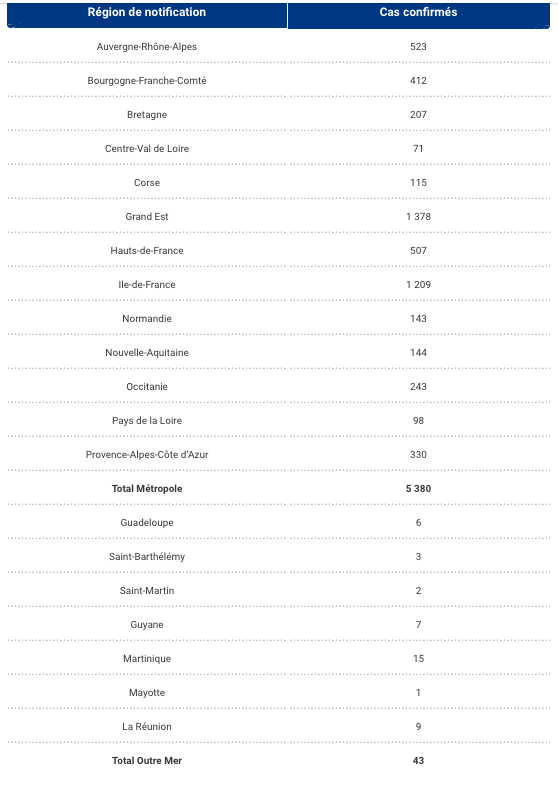 Région de notification Cas confirmés
Auvergne-Rhône-Alpes 523
Bourgogne-Franche-Comté 412
Bretagne 207
Centre-Val de Loire 71
Corse 115
Grand Est 1 378
Hauts-de-France 507
Ile-de-France 1 209
Normandie 143
Nouvelle-Aquitaine 144
Occitanie 243
Pays de la Loire 98
Provence-Alpes-Côte d'Azur 330
Total Métropole 5 380
Guadeloupe 6
Saint-Barthélémy 3
Saint-Martin 2
Guyane 7
Martinique 15
Mayotte 1
La Réunion 9
Total Outre Mer 43